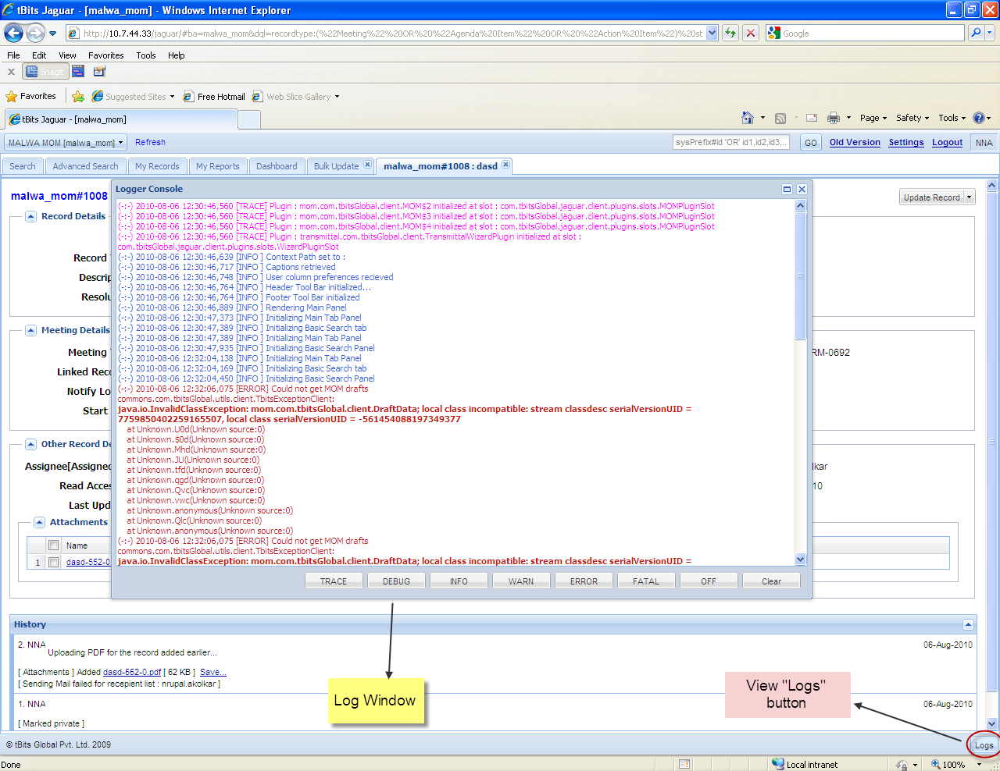 tBits Jaguar - [malwa_mom] - Windows Internet Explorer
http://10.7.44.33/jaguar/#ba=malwa_mom&dql=recordtype:(%22Meeting%22%20OR%20%22Agenda%20Item%22%20OR%20%22Action%20Item%22)%20st
Google
File Edit View Favorites Tools Help
x Snagit
Favorites Suggested Sites Free Hotmail Web Slice Gallery
tBits Jaguar - [malwa_mom]
Page Safety Tools
MALWA MOM [malwa_mom] Refresh sysPrefix#id 'OR' id1,id2,id3,.. GO Old Version Settings Logout NNA
Search Advanced Search My Records My Reports Dashboard Bulk Update malwa_mom#1008 : dasd
malwa_mom#1008
Update Record
Record Details
Record
Descrip
Resolu
Meeting Details
Meeting
RM-0692
Linked Reco
Notify Lo
Start
Other Record De
Assignee[Assigned
lkar
Read Acces
10
Last Upd
Attachments
Name
1 dasd-552-0
Logger Console
(-:-) 2010-08-06 12:30:46,560 [TRACE] Plugin : mom.com.tbitsGlobal.client.MOM$2 initialized at slot : com.tbitsGlobal.jaguar.client.plugins.slots.MOMPluginSlot
(-:-) 2010-08-06 12:30:46,560 [TRACE] Plugin : mom.com.tbitsGlobal.client.MOM$3 initialized at slot : com.tbitsGlobal.jaguar.client.plugins.slots.MOMPluginSlot
(-:-) 2010-08-06 12:30:46,560 [TRACE] Plugin : mom.com.tbitsGlobal.client.MOM$4 initialized at slot : com.tbitsGlobal.jaguar.client.plugins.slots.MOMPluginSlot
(-:-) 2010-08-06 12:30:46,560 [TRACE] Plugin : transmittal.com.tbitsGlobal.client.TransmittalWizardPlugin initialized at slot :
com.tbitsGlobal.jaguar.client.plugins.slots.WizardPluginSlot
(-:-) 2010-08-06 12:30:46,639 [INFO ] Context Path set to :
(-:-) 2010-08-06 12:30:46,717 [INFO ] Captions retrieved
(-:-) 2010-08-06 12:30:46,748 [INFO ] User column preferences recieved
(-:-) 2010-08-06 12:30:46,764 [INFO ] Header Tool Bar initialized...
(-:-) 2010-08-06 12:30:46,764 [INFO ] Footer Tool Bar initialized
(-:-) 2010-08-06 12:30:46,889 [INFO ] Rendering Main Panel
(-:-) 2010-08-06 12:30:47,373 [INFO ] Initializing Main Tab Panel
(-:-) 2010-08-06 12:30:47,389 [INFO ] Initializing Basic Search tab
(-:-) 2010-08-06 12:30:47,389 [INFO ] Initializing Main Tab Panel
(-:-) 2010-08-06 12:30:47,935 [INFO ] Initializing Basic Search Panel
(-:-) 2010-08-06 12:32:04,138 [INFO ] Initializing Main Tab Panel
(-:-) 2010-08-06 12:32:04,169 [INFO ] Initializing Basic Search tab
(-:-) 2010-08-06 12:32:04,450 [INFO ] Initializing Basic Search Panel
(-:-) 2010-08-06 12:32:06,075 [ERROR] Could not get MOM drafts
commons.com.tbitsGlobal.utils.client.TbitsExceptionClient:
java.io.InvalidClassException: mom.com.tbitsGlobal.client.DraftData; local class incompatible: stream classdesc serialVersionUID =
7759850402259165507, local class serialVersionUID = -561454088197349377
at Unknown.U0d(Unknown source:0)
at Unknown.$0d(Unknown source:0)
at Unknown.Mhd(Unknown source:0)
at Unknown.JU(Unknown source:0)
at Unknown.tfd(Unknown source:0)
at Unknown.qgd(Unknown source:0)
at Unknown.Qvc(Unknown source:0)
at Unknown.vwc(Unknown source:0)
at Unknown.anonymous(Unknown source:0)
at Unknown.Qlc(Unknown source:0)
at Unknown.anonymous(Unknown source:0)
(-:-) 2010-08-06 12:32:06,075 [ERROR] Could not get MOM drafts
commons.com.tbitsGlobal.utils.client.TbitsExceptionClient:
java.io.InvalidClassException: mom.com.tbitsGlobal.client.DraftData; local class incompatible: stream classdesc serialVersionUID =
TRACE DEBUG INFO WARN ERROR FATAL OFF Clear
History
2. NNA 06-Aug-2010
Uploading PDF for the record added earlier...
[ Attachments ] Added dasd-552-0.pdf [ 62 KB ] Save...
[ Sending Mail failed for recepient list : nrupal.akolkar ]
1. NNA 06-Aug-2010
[ Marked private ]
Log Window
View "Logs"
button
© tBits Global Pvt. Ltd. 2009
Logs
Done Local intranet 100%